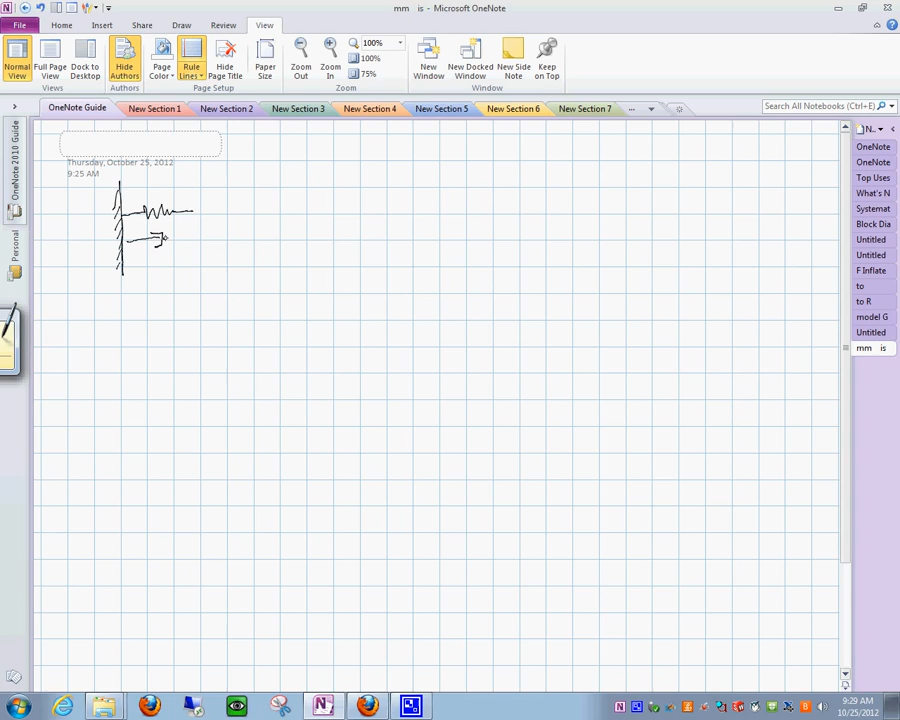 mm is - Microsoft OneNote
File Home Insert Share Draw Review View
Normal View
Full Page View
Dock to Desktop
Views
Hide Authors
Authors
Page Color
Rule Lines
Hide Page Title
Paper Size
Page Setup
Zoom Out
Zoom In
100%
100%
75%
Zoom
New Window
New Docked Window
New Side Note
Keep on Top
Window
OneNote Guide New Section 1 New Section 2 New Section 3 New Section 4 New Section 5 New Section 6 New Section 7 ...
Search All Notebooks (Ctrl+E)
OneNote 2010 Guide
Personal
Thursday, October 25, 2012
9:25 AM
N...
OneNote
OneNote
Top Uses
What's N
Systemat
Block Dia
Untitled
Untitled
F Inflate
to
to R
model G
Untitled
mm is
9:29 AM
10/25/2012